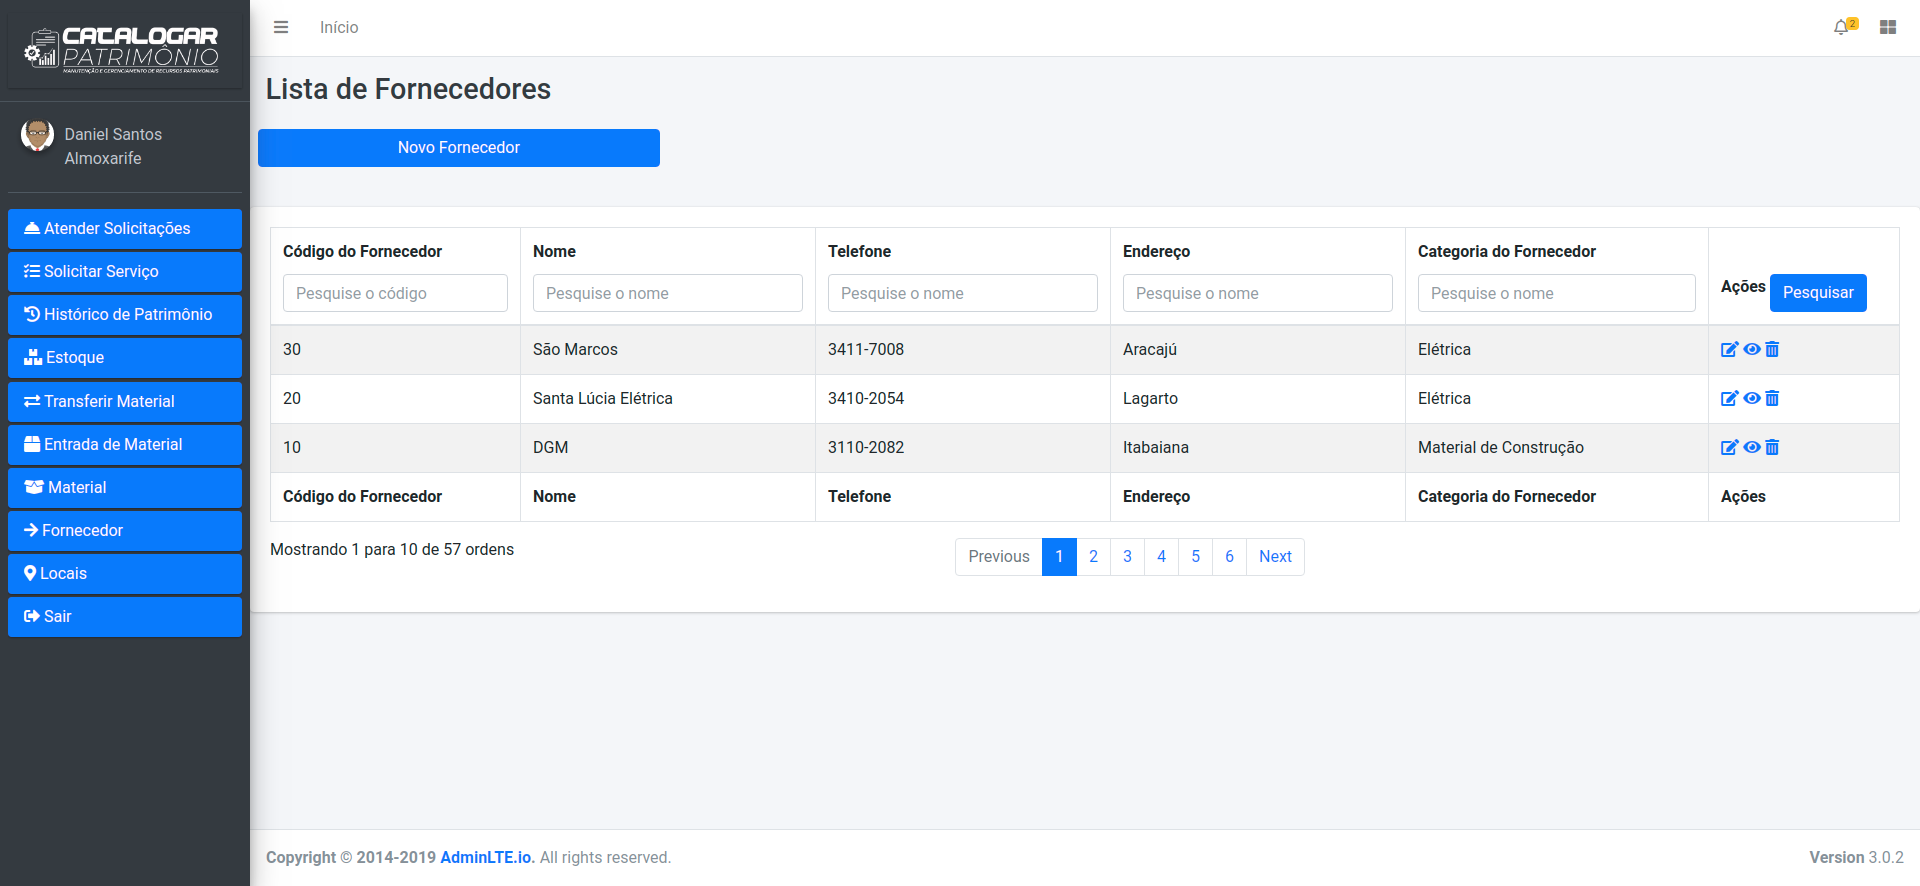 CATALOGAR
PATRIMÔNIO
MANUTENÇÃO E GERENCIAMENTO DE RECURSOS PATRIMONIAIS
Início
2
Daniel Santos
Almoxarife
Atender Solicitações
Solicitar Serviço
Histórico de Patrimônio
Estoque
Transferir Material
Entrada de Material
Material
Fornecedor
Locais
Sair
Lista de Fornecedores
Novo Fornecedor
Código do Fornecedor Nome Telefone Endereço Categoria do Fornecedor
Pesquise o código Pesquise o nome Pesquise o nome Pesquise o nome Pesquise o nome Ações Pesquisar
30 São Marcos 3411-7008 Aracajú Elétrica
20 Santa Lúcia Elétrica 3410-2054 Lagarto Elétrica
10 DGM 3110-2082 Itabaiana Material de Construção
Código do Fornecedor Nome Telefone Endereço Categoria do Fornecedor Ações
Mostrando 1 para 10 de 57 ordens
Previous 1 2 3 4 5 6 Next
Copyright © 2014-2019 AdminLTE.io. All rights reserved.
Version 3.0.2